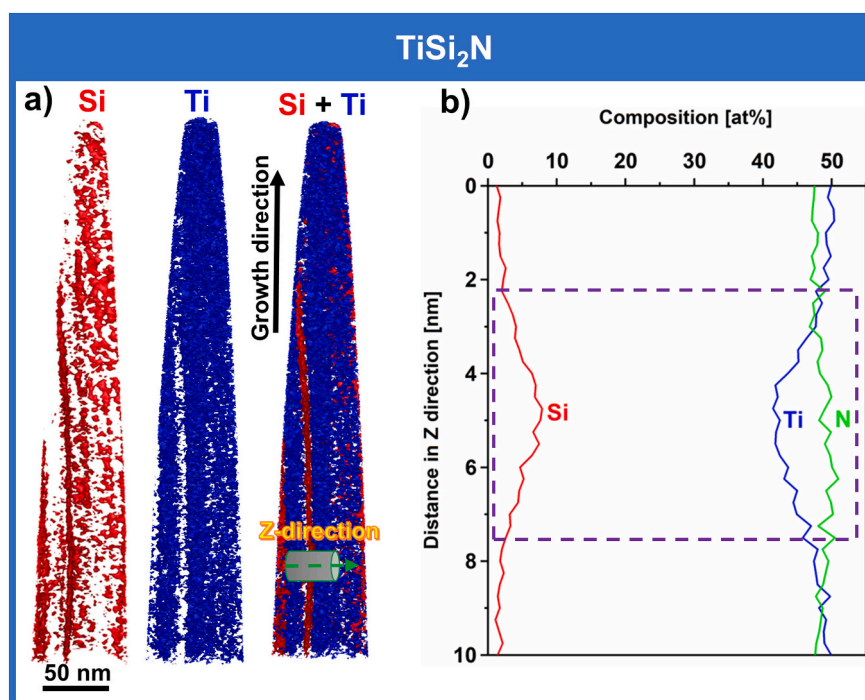 TiSi₂N
a) Si Ti Si + Ti
Growth direction
Z-direction
50 nm
b)
Composition [at%]
0 10 20 30 40 50
Distance in Z direction [nm]
0
2
4
6
8
10
Si Ti N